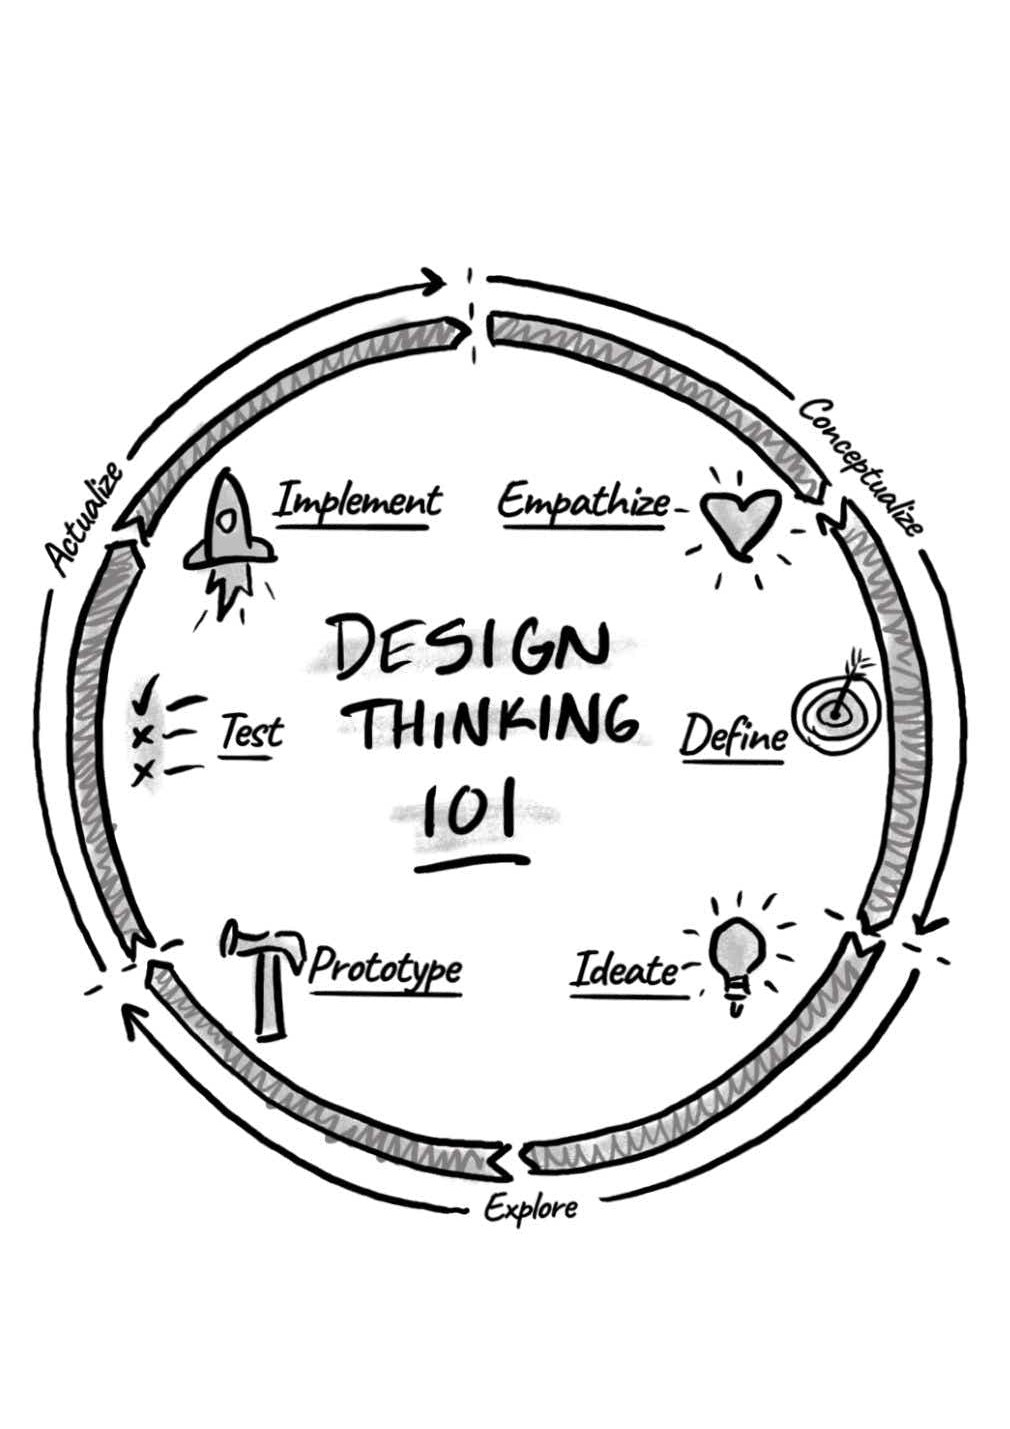 Conceptualize
Actualize
Implement
Empathize
DESIGN
THINKING
101
Test
Define
Prototype
Ideate
Explore